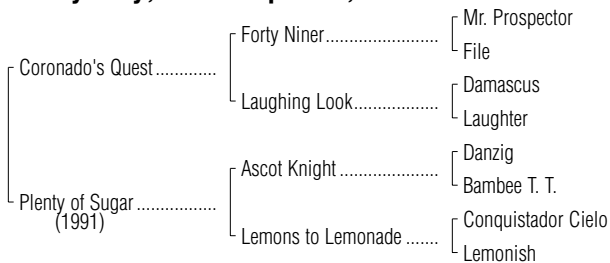 Mr. Prospector
Forty Niner
File
Coronado's Quest
Damascus
Laughing Look
Laughter
Danzig
Ascot Knight
Bambee T. T.
Plenty of Sugar
(1991)
Conquistador Cielo
Lemons to Lemonade
Lemonish